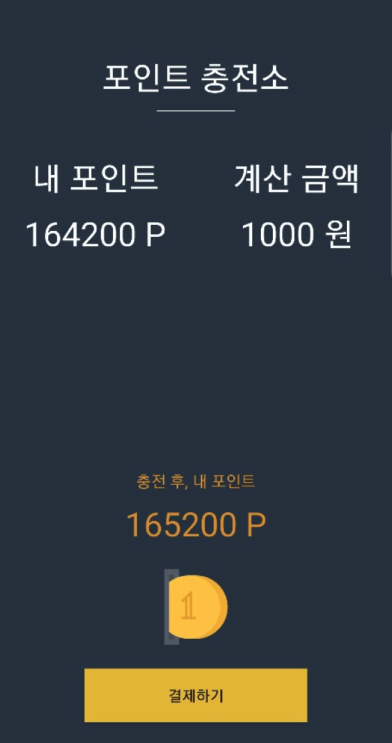 포인트 충전소
내 포인트 계산 금액
164200 P 1000 원
충전 후, 내 포인트
165200 P
1
결제하기